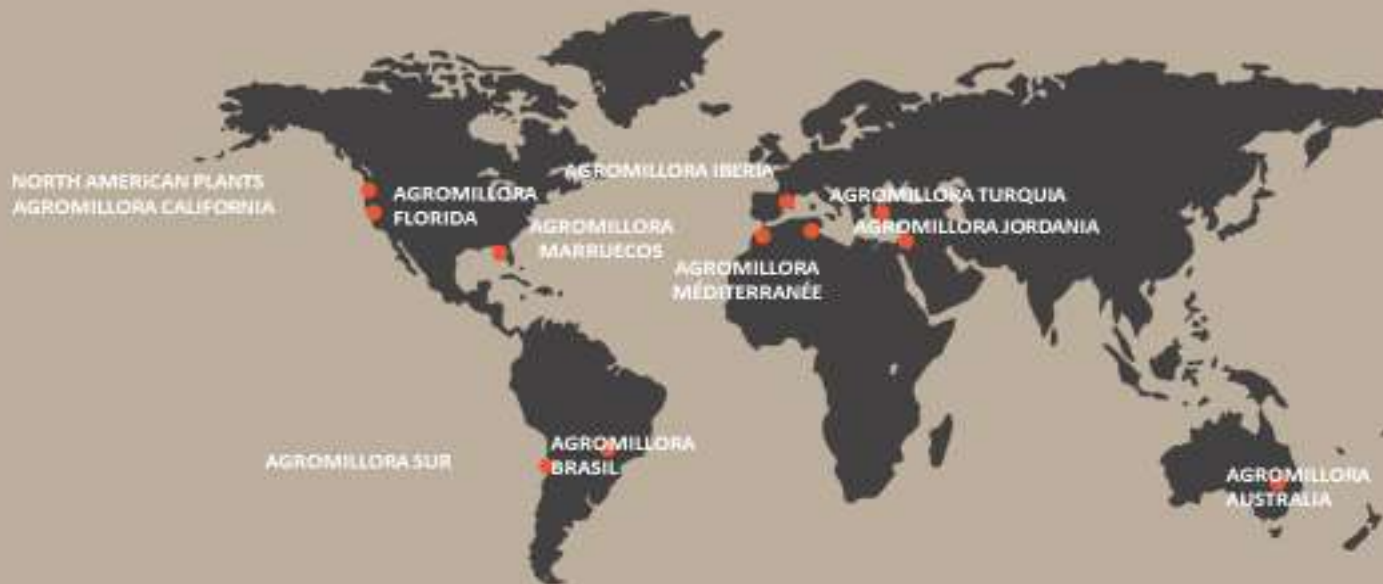 NORTH AMERICAN PLANTS
AGROMILLORA CALIFORNIA
AGROMILLORA
FLORIDA
AGROMILLORA IBERIA
AGROMILLORA TURQUIA
AGROMILLORA
MARRUECOS
AGROMILLORA JORDANIA
AGROMILLORA
MÉDITERRANÉE
AGROMILLORA SUR
AGROMILLORA
BRASIL
AGROMILLORA
AUSTRALIA